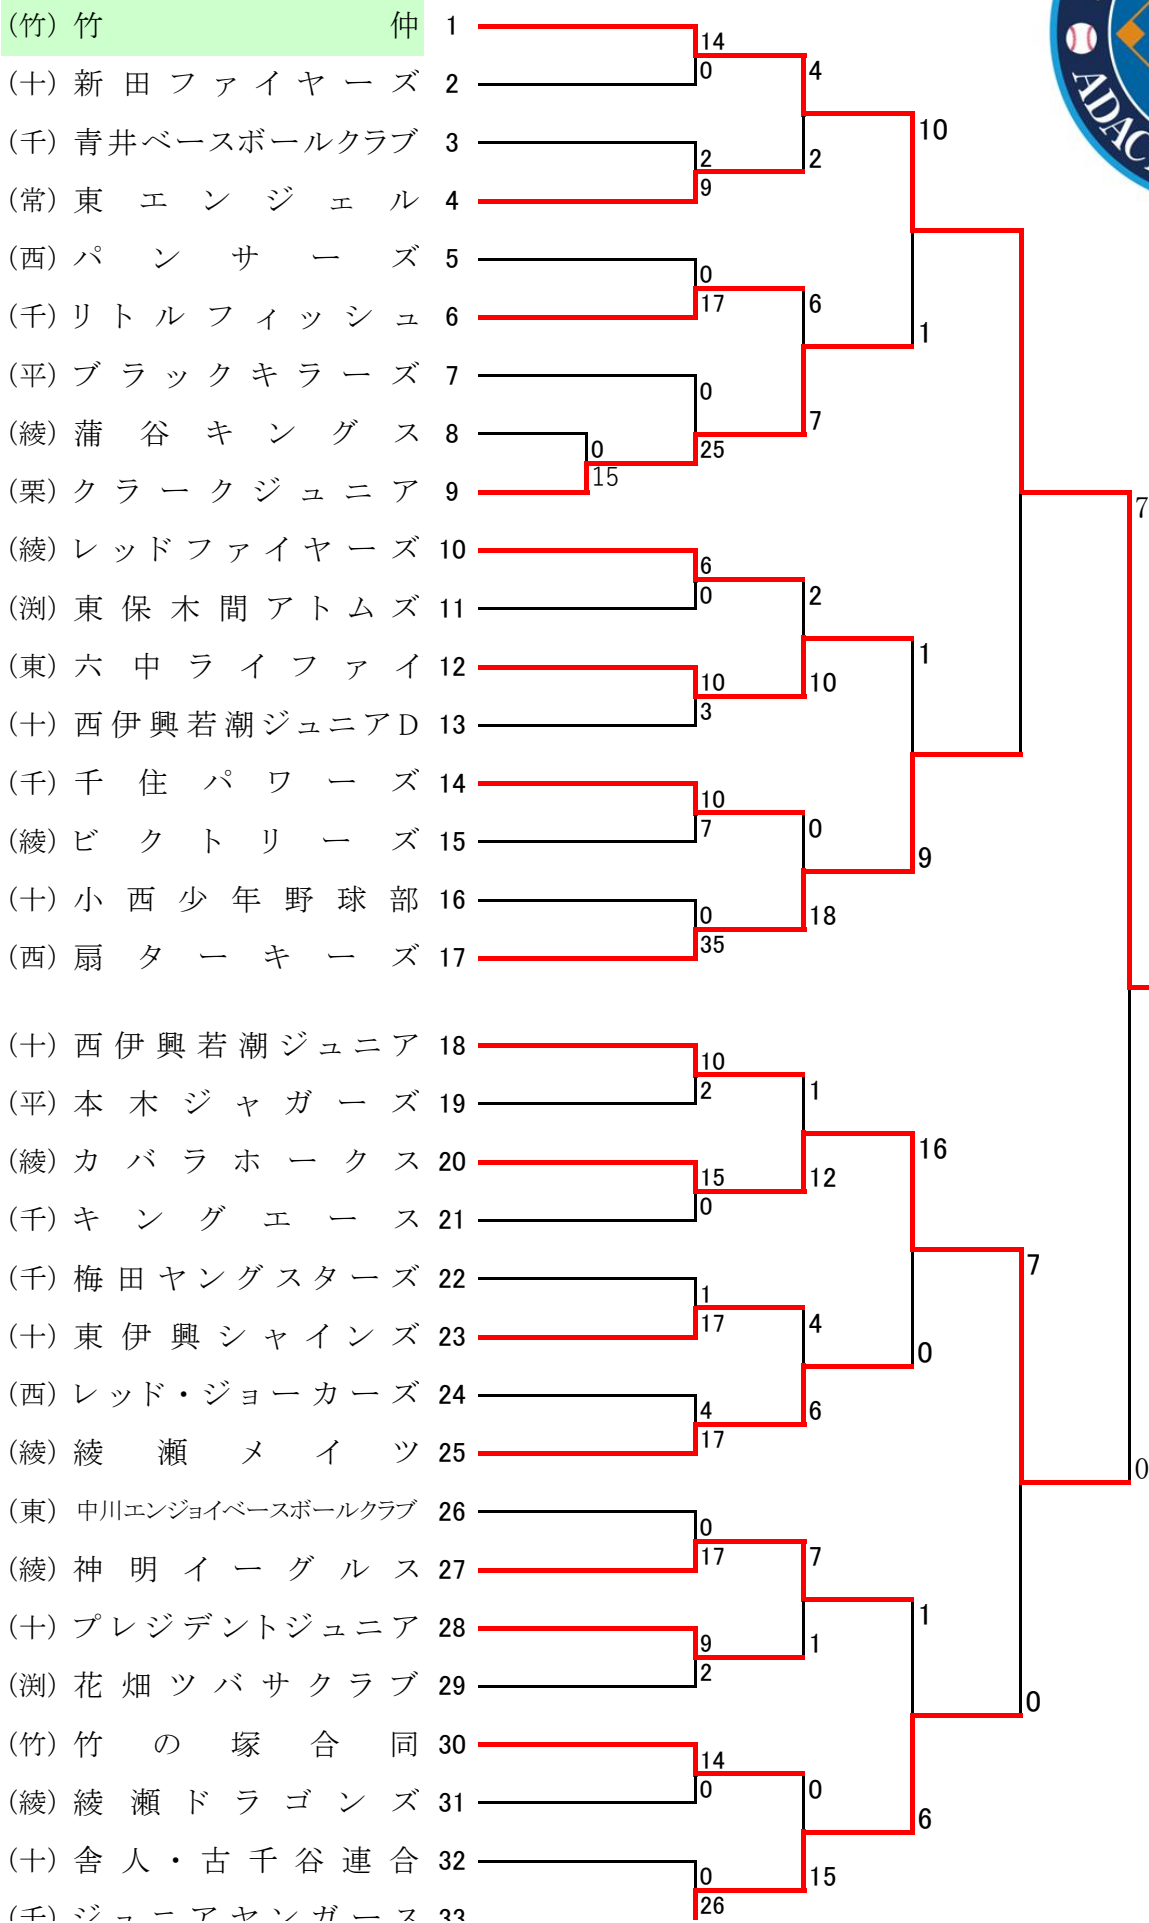 (竹) 竹仲 1
(十) 新田ファイヤーズ 2
(千) 青井ベースボールクラブ 3
(常) 東エンジェル 4
(西) パンサーズ 5
(千) リトルフィッシュ 6
(平) ブラックキラーズ 7
(綾) 蒲谷キングス 8
(栗) クラークジュニア 9
(綾) レッドファイヤーズ 10
(渕) 東保木間アトムズ 11
(東) 六中ライファイ 12
(十) 西伊興若潮ジュニアD 13
(千) 千住パワーズ 14
(綾) ビクトリーズ 15
(十) 小西少年野球部 16
(西) 扇ターキーズ 17
(十) 西伊興若潮ジュニア 18
(平) 本木ジャガーズ 19
(綾) カバラホークス 20
(千) キングエース 21
(千) 梅田ヤングスターズ 22
(十) 東伊興シャインズ 23
(西) レッド・ジョーカーズ 24
(綾) 綾瀬メイツ 25
(東) 中川エンジョイベースボールクラブ 26
(綾) 神明イーグルス 27
(十) プレジデントジュニア 28
(渕) 花畑ツバサクラブ 29
(竹) 竹の塚合同 30
(綾) 綾瀬ドラゴンズ 31
(十) 舎人・古千谷連合 32
(千) ジュニアヤンガース 33
0
15
14
0
2
9
0
17
0
25
6
0
10
3
10
7
0
35
10
2
15
0
1
17
4
17
0
17
9
2
14
0
0
26
4
2
6
7
2
10
0
18
1
12
4
6
7
1
0
15
10
1
1
9
16
0
1
6
7
0
7
0
ADAC